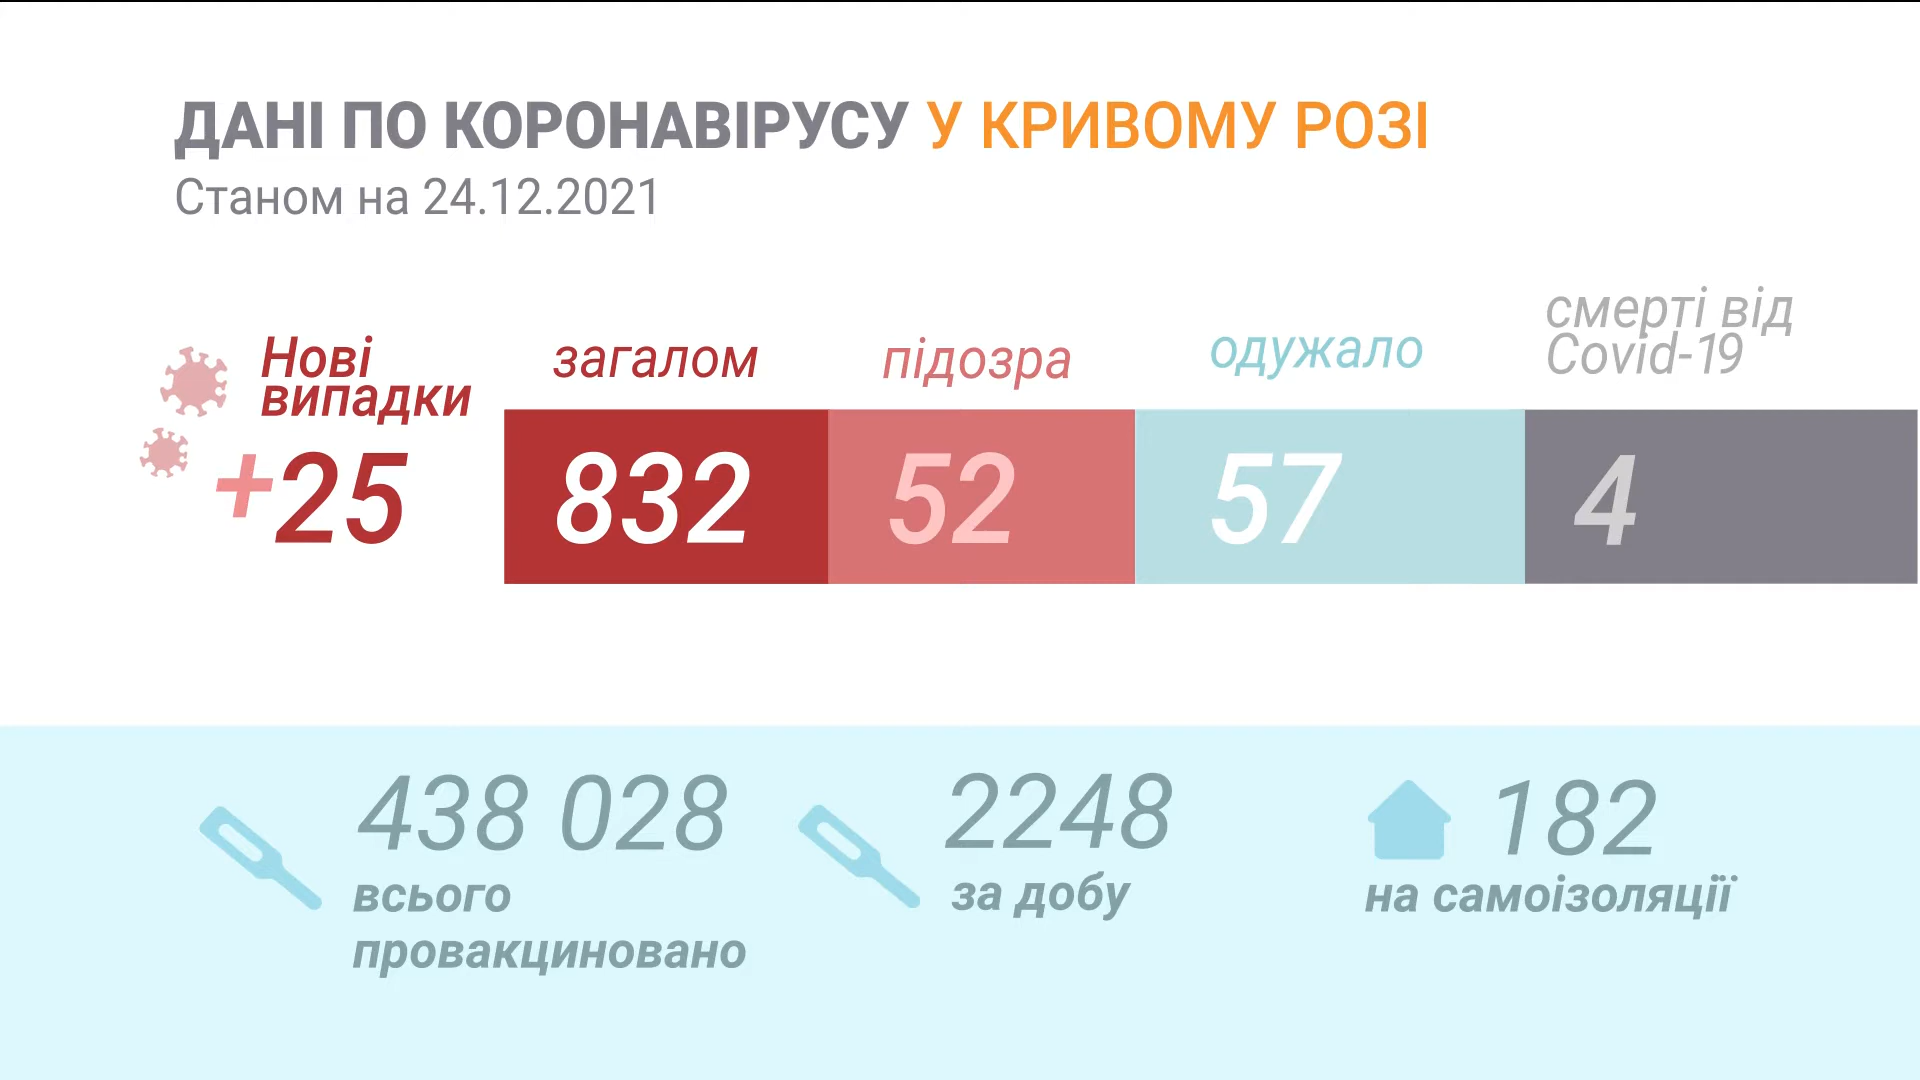 ДАНІ ПО КОРОНАВІРУСУ У КРИВОМУ РОЗІ
Станом на 24.12.2021
Нові
випадки
+25
загалом
832
підозра
52
одужало
57
смерті від
Covid-19
4
438 028
всього
провакциновано
2248
за добу
182
на самоізоляції